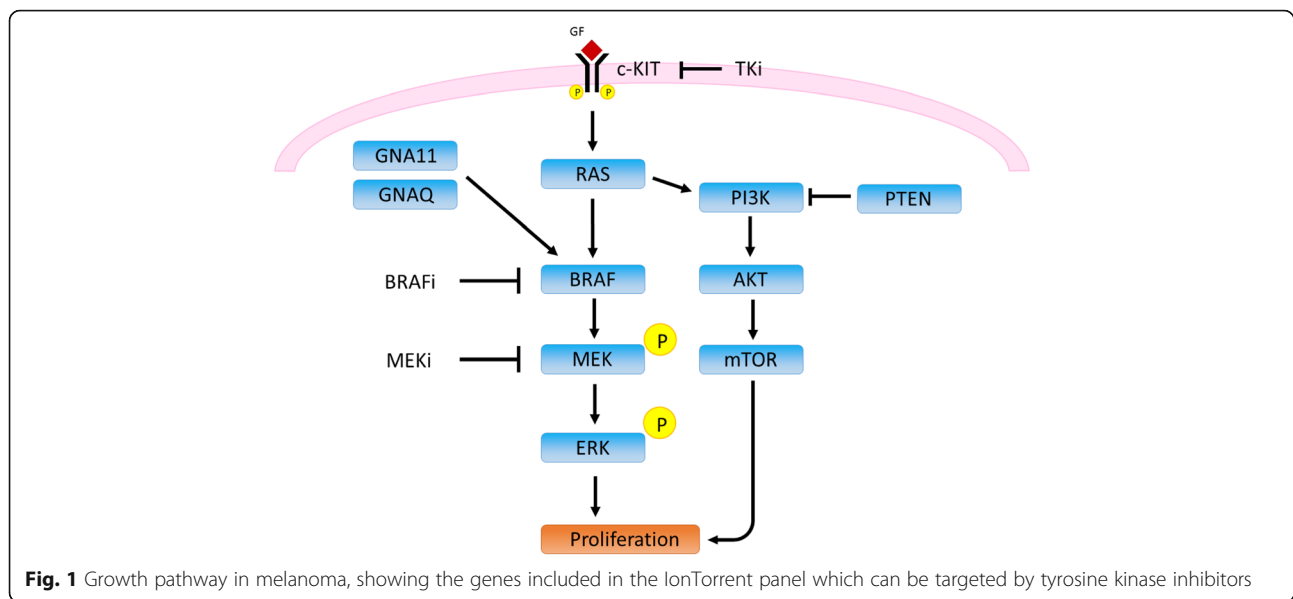 GF
c-KIT
TKi
P
P
GNA11
GNAQ
RAS
PI3K
PTEN
BRAFi
BRAF
AKT
P
MEKi
MEK
mTOR
P
ERK
Proliferation
Fig. 1 Growth pathway in melanoma, showing the genes included in the IonTorrent panel which can be targeted by tyrosine kinase inhibitors